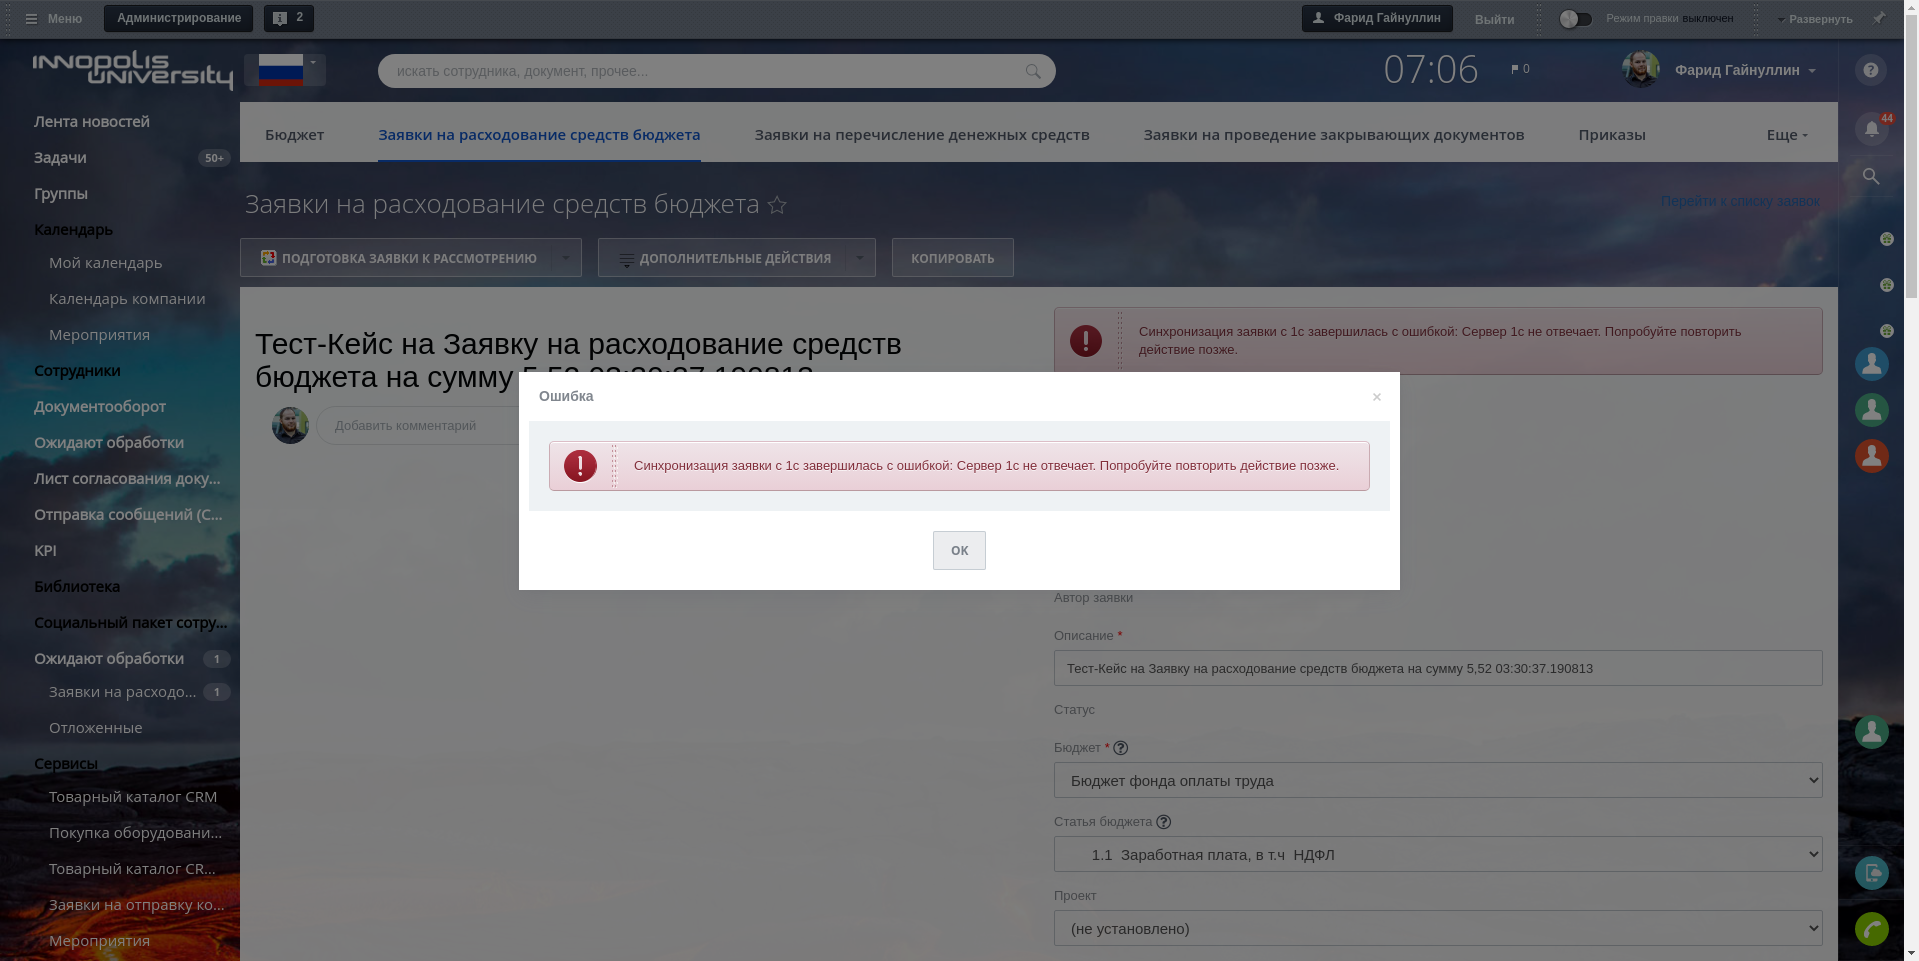 Меню
Администрирование
2
Фарид Гайнуллин
Выйти
Режим правки выключен
Развернуть
INNOPOLIS
UNIVERSITY
искать сотрудника, документ, прочее...
07:06
0
Фарид Гайнуллин
Лента новостей
Задачи
50+
Группы
Календарь
Мой календарь
Календарь компании
Мероприятия
Сотрудники
Документооборот
Ожидают обработки
Лист согласования доку...
Отправка сообщений (С...
KPI
Библиотека
Социальный пакет сотру...
Ожидают обработки
1
Заявки на расходо...
1
Отложенные
Сервисы
Товарный каталог CRM
Покупка оборудовани...
Товарный каталог CR...
Заявки на отправку ко...
Мероприятия
Бюджет
Заявки на расходование средств бюджета
Заявки на перечисление денежных средств
Заявки на проведение закрывающих документов
Приказы
Еще
44
Заявки на расходование средств бюджета
Перейти к списку заявок
ПОДГОТОВКА ЗАЯВКИ К РАССМОТРЕНИЮ
ДОПОЛНИТЕЛЬНЫЕ ДЕЙСТВИЯ
КОПИРОВАТЬ
Тест-Кейс на Заявку на расходование средств
бюджета на сумму 5,52 03:30:37.190813
Добавить комментарий
Синхронизация заявки с 1с завершилась с ошибкой: Сервер 1с не отвечает. Попробуйте повторить
действие позже.
Ошибка
Синхронизация заявки с 1с завершилась с ошибкой: Сервер 1с не отвечает. Попробуйте повторить действие позже.
ОК
Автор заявки
Описание *
Тест-Кейс на Заявку на расходование средств бюджета на сумму 5,52 03:30:37.190813
Статус
Бюджет *
Бюджет фонда оплаты труда
Статья бюджета
1.1 Заработная плата, в т.ч НДФЛ
Проект
(не установлено)